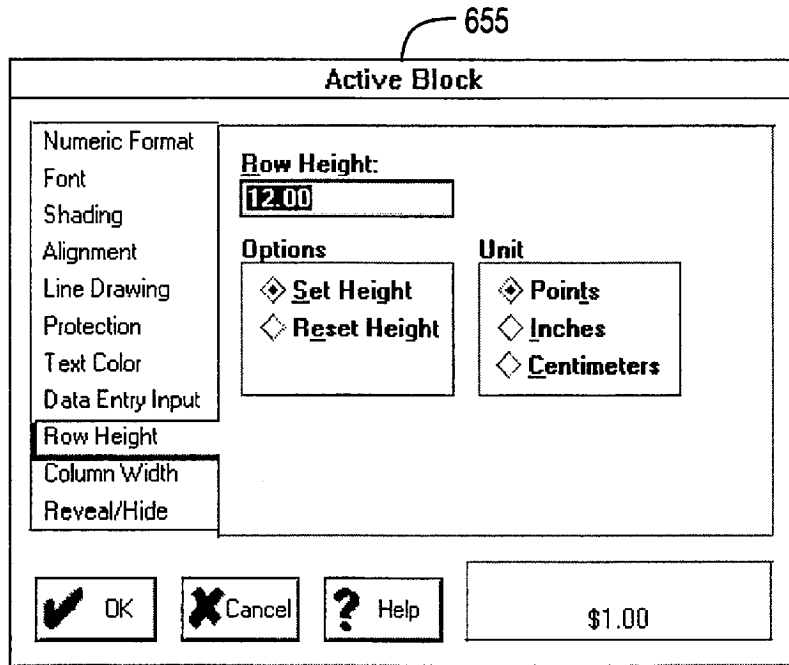 655
Active Block
Numeric Format
Font
Shading
Alignment
Line Drawing
Protection
Text Color
Data Entry Input
Row Height
Column Width
Reveal/Hide
Row Height:
12.00
Options
Set Height
Reset Height
Unit
Points
Inches
Centimeters
OK
Cancel
? Help
$1.00